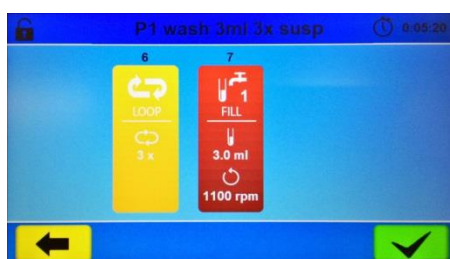 P1 wash 3ml 3x susp
0:05:20
6
7
LOOP
3 x
1
FILL
3.0 ml
1100 rpm